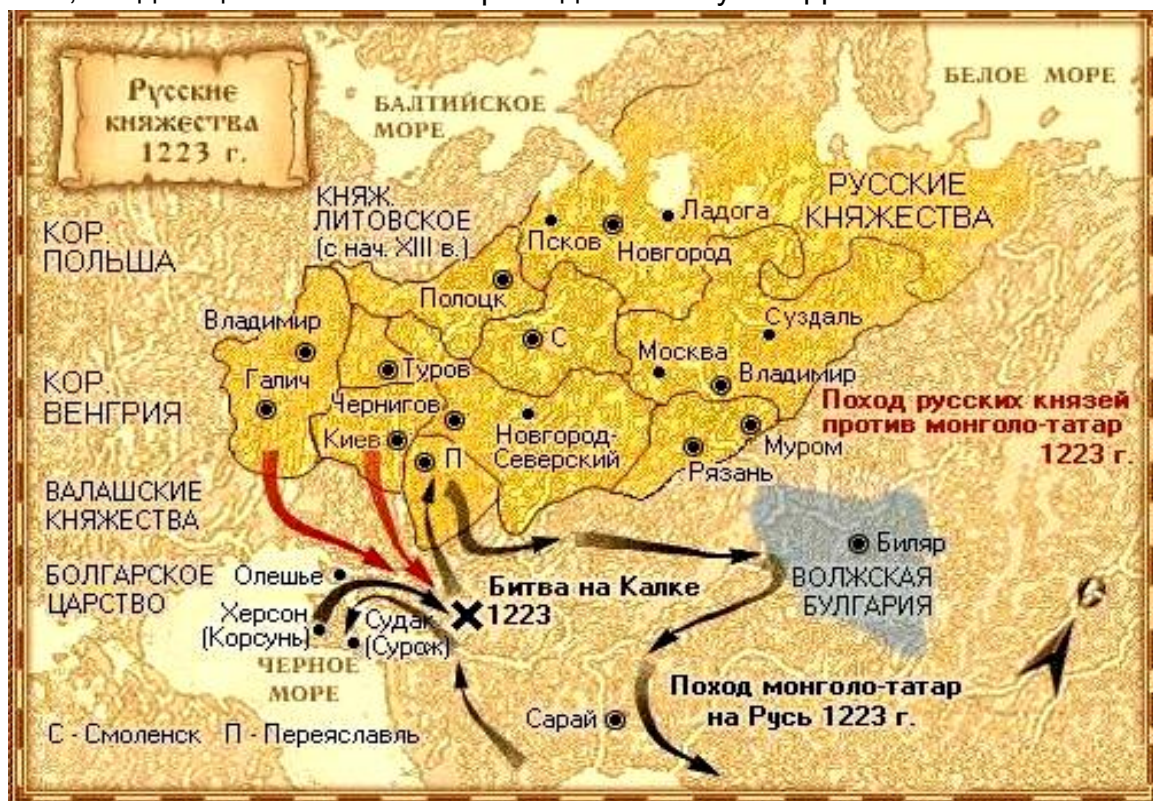 Русские
княжества
1223 г.
БАЛТИЙСКОЕ
МОРЕ
БЕЛОЕ МОРЕ
КНЯЖ.
ЛИТОВСКОЕ
(с нач. XIII в.)
РУССКИЕ
КНЯЖЕСТВА
КОР.
ПОЛЬША
Псков
Новгород
Ладога
Полоцк
Владимир
С
Суздаль
Москва
Владимир
Галич
Туров
КОР.
ВЕНГРИЯ
Чернигов
Киев
П
Новгород-
Северский
Рязань
Муром
Поход русских князей
против монголо-татар
1223 г.
ВАЛАШСКИЕ
КНЯЖЕСТВА
БОЛГАРСКОЕ
ЦАРСТВО
Олешье
Херсон
(Корсунь)
Судак
(Сурож)
Битва на Калке
1223
Биляр
ВОЛЖСКАЯ
БУЛГАРИЯ
С
ЧЕРНОЕ
МОРЕ
Поход монголо-татар
на Русь 1223 г.
Сарай
С - Смоленск П - Переяславль